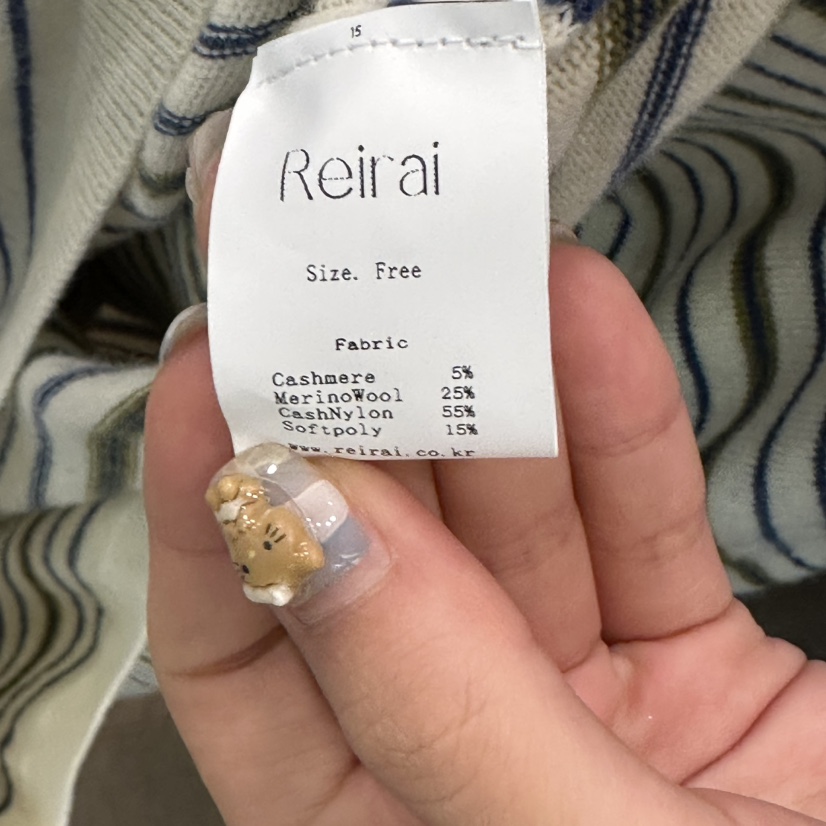 15
Reirai
Size. Free
Fabric
Cashmere 5%
MerinoWool 25%
CashNylon 55%
Softpoly 15%
www.reirai.co.kr